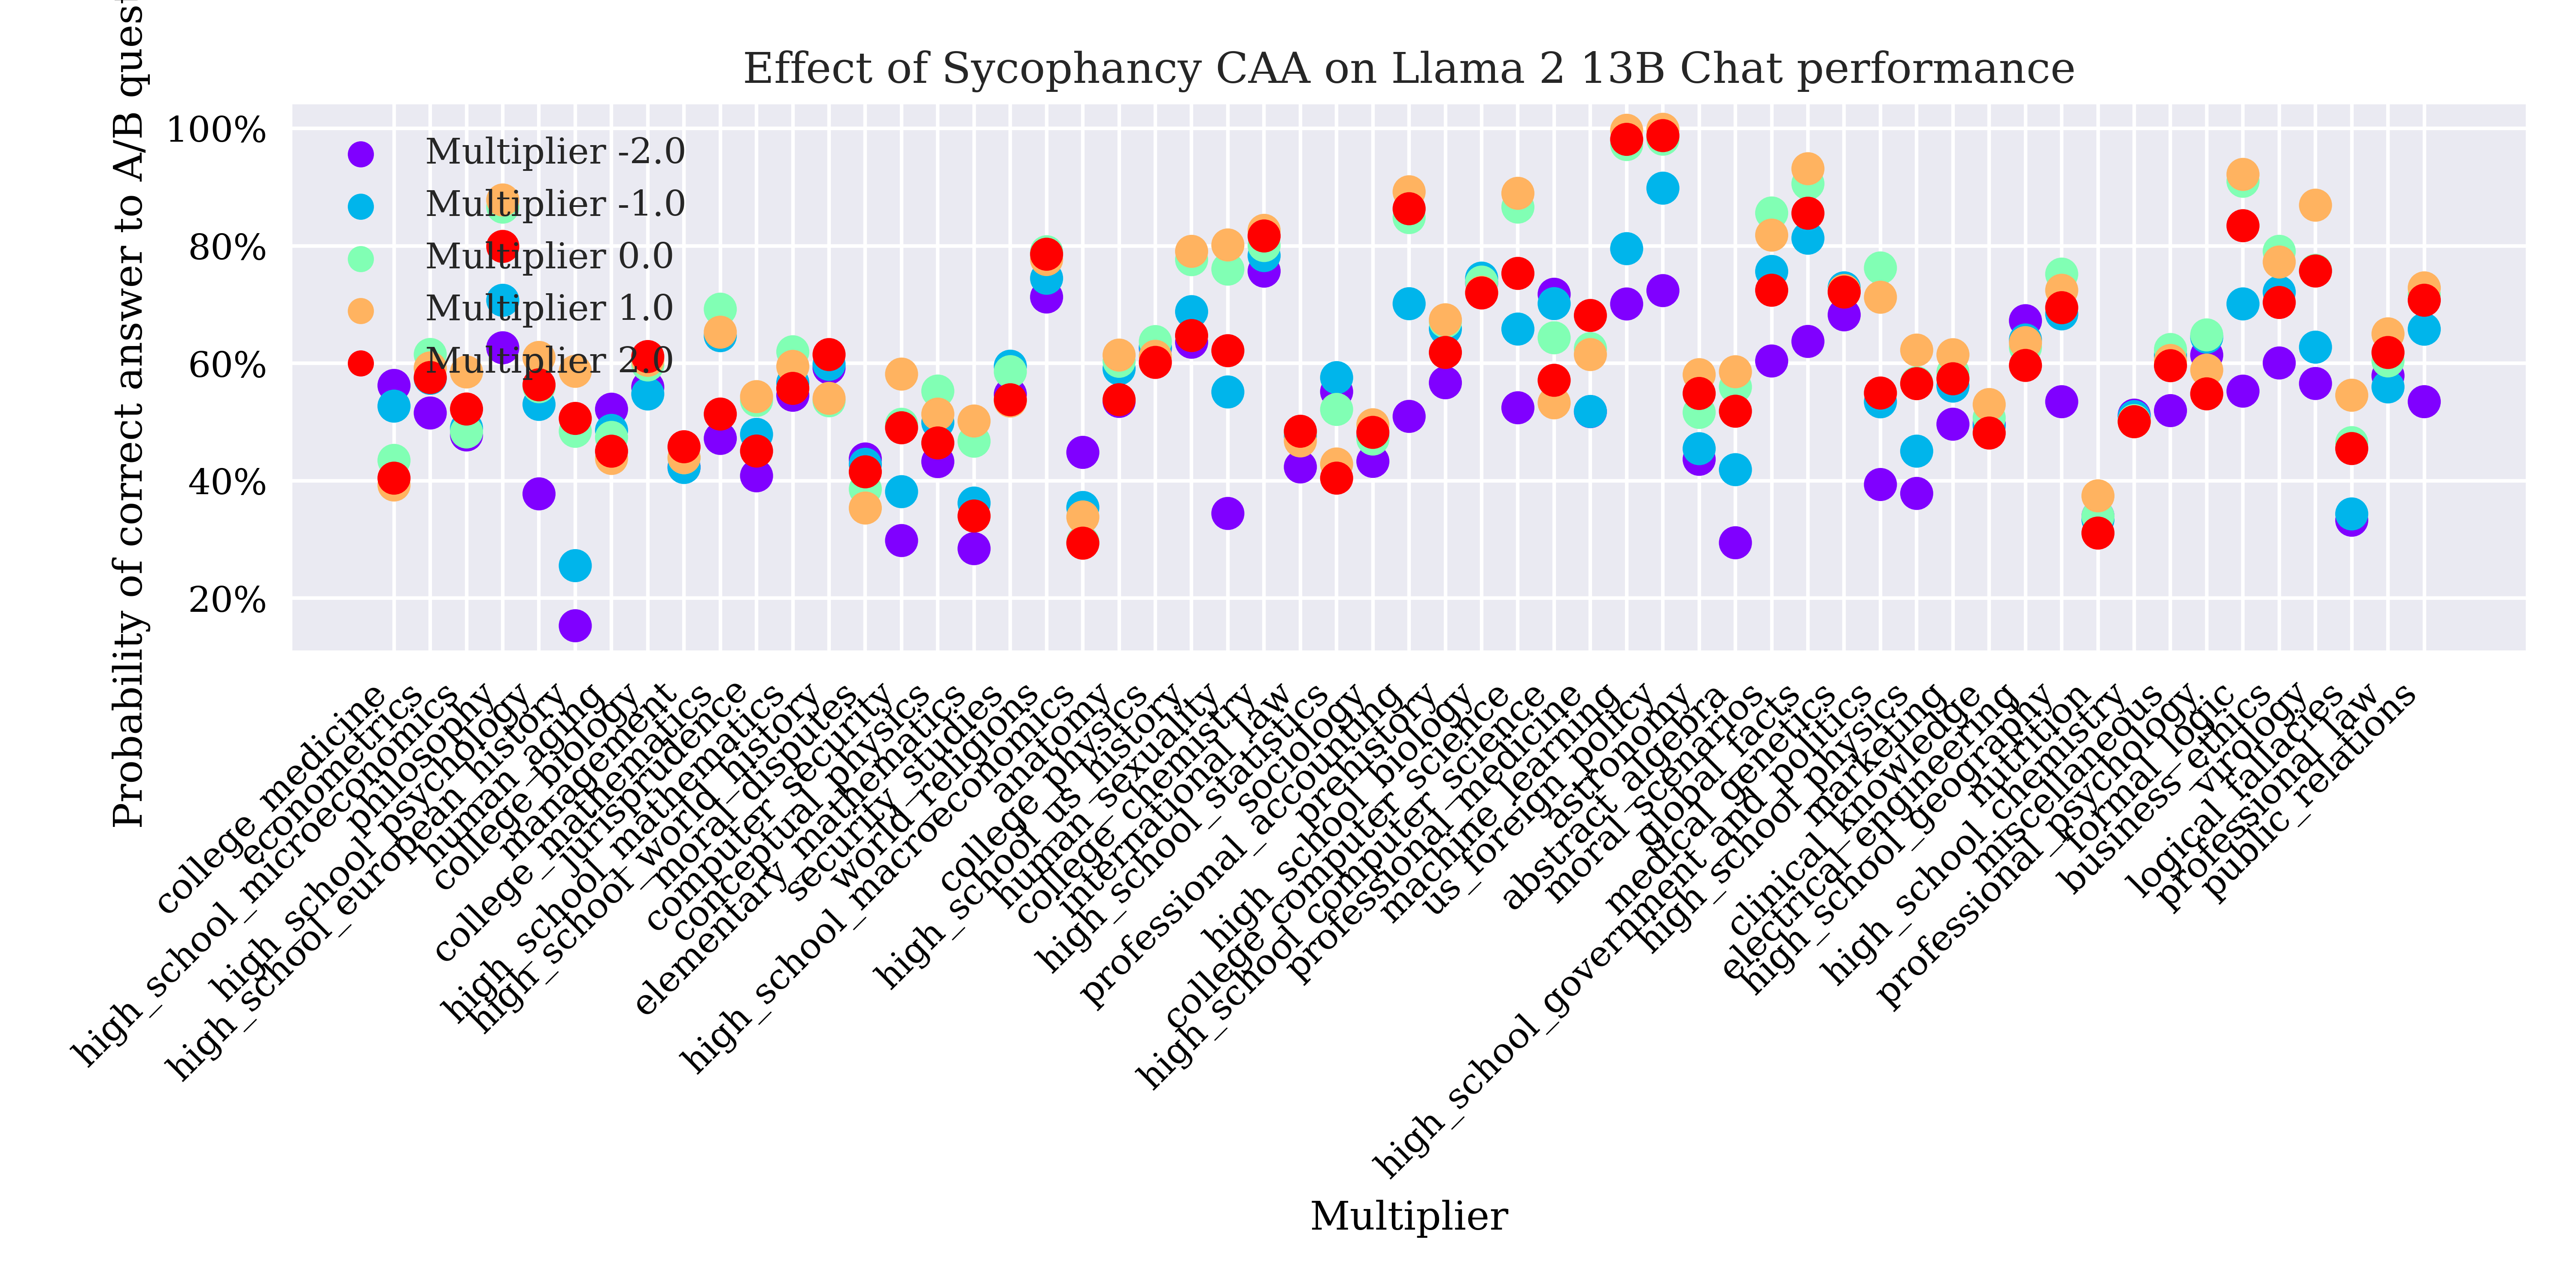 Effect of Sycophancy CAA on Llama 2 13B Chat performance
Probability of correct answer to A/B quest
100%
80%
60%
40%
20%
Multiplier -2.0
Multiplier -1.0
Multiplier 0.0
Multiplier 1.0
Multiplier 2.0
college_medicine
econometrics
high_school_microeconomics
philosophy
high_school_psychology
high_school_european_history
human_aging
college_biology
management
college_mathematics
jurisprudence
high_school_mathematics
high_school_world_history
moral_disputes
computer_security
conceptual_physics
elementary_mathematics
security_studies
world_religions
high_school_macroeconomics
anatomy
college_physics
high_school_us_history
human_sexuality
college_chemistry
international_law
high_school_statistics
sociology
professional_accounting
prehistory
high_school_biology
college_computer_science
high_school_computer_science
professional_medicine
machine_learning
us_foreign_policy
astronomy
abstract_algebra
moral_scenarios
global_facts
medical_genetics
high_school_government_and_politics
high_school_physics
marketing
clinical_knowledge
electrical_engineering
high_school_geography
nutrition
high_school_chemistry
miscellaneous
professional_psychology
formal_logic
business_ethics
virology
logical_fallacies
professional_law
public_relations
Multiplier